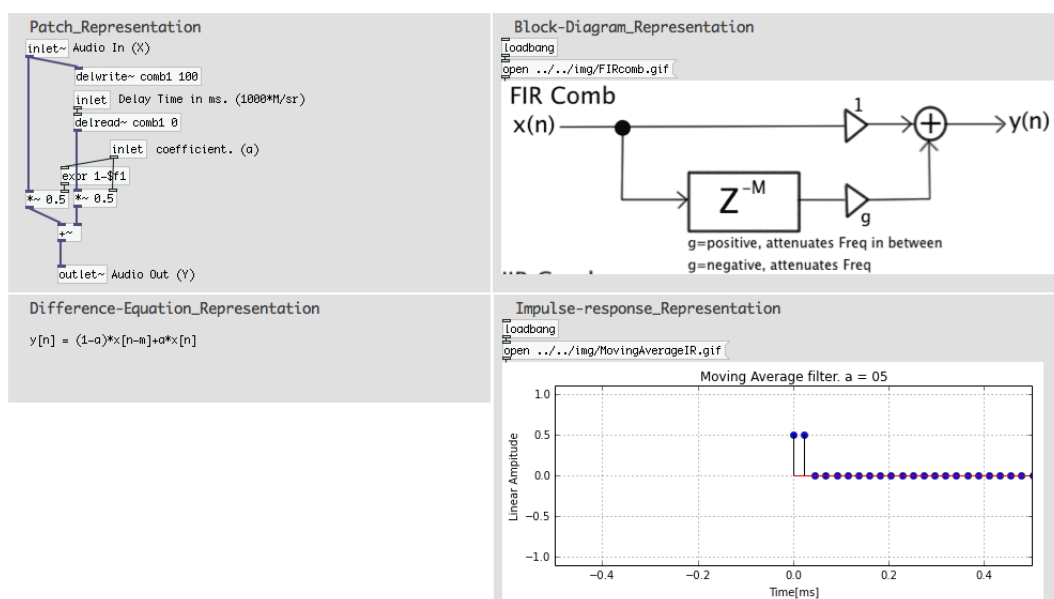 Patch_Representation
inlet~ Audio In (X)
delwrite~ comb1 100
inlet Delay Time in ms. (1000*M/sr)
delread~ comb1 0
inlet coefficient. (a)
expr 1-$f1
*~ 0.5 *~ 0.5
+~
outlet~ Audio Out (Y)
Block-Diagram_Representation
loadbang
open ../../img/FIRcomb.gif
FIR Comb
x(n)
1
+
y(n)
Z^-M
g
g=positive, attenuates Freq in between
g=negative, attenuates Freq
Difference-Equation_Representation
y[n] = (1-a)*x[n-m]+a*x[n]
Impulse-response_Representation
loadbang
open ../../img/MovingAverageIR.gif
Moving Average filter. a = 05
1.0
0.5
0.0
−0.5
−1.0
Linear Ampitude
−0.4 −0.2 0.0 0.2 0.4
Time[ms]